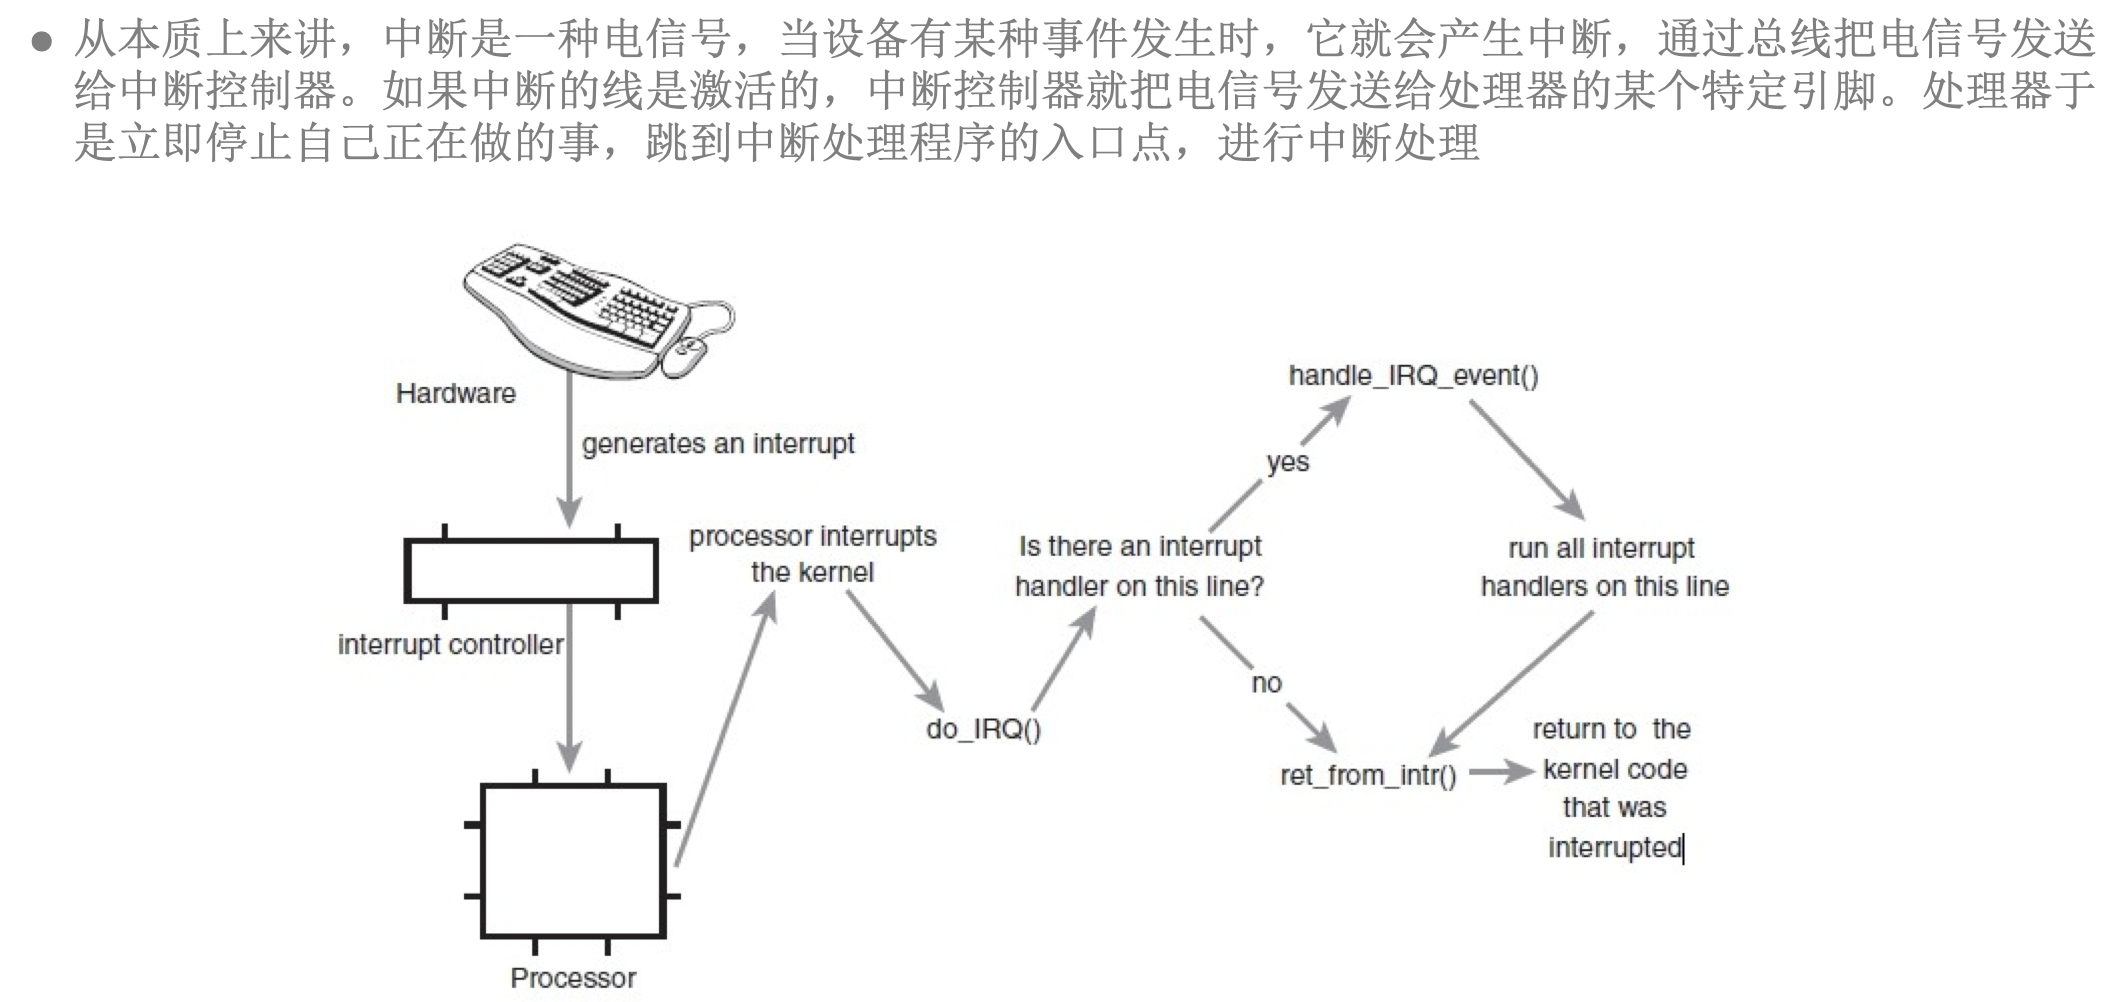 ● 从本质上来讲，中断是一种电信号，当设备有某种事件发生时，它就会产生中断，通过总线把电信号发送
给中断控制器。如果中断的线是激活的，中断控制器就把电信号发送给处理器的某个特定引脚。处理器于
是立即停止自己正在做的事，跳到中断处理程序的入口点，进行中断处理
Hardware
generates an interrupt
interrupt controller
Processor
processor interrupts
the kernel
do_IRQ()
Is there an interrupt
handler on this line?
yes
handle_IRQ_event()
run all interrupt
handlers on this line
no
ret_from_intr()
return to the
kernel code
that was
interrupted